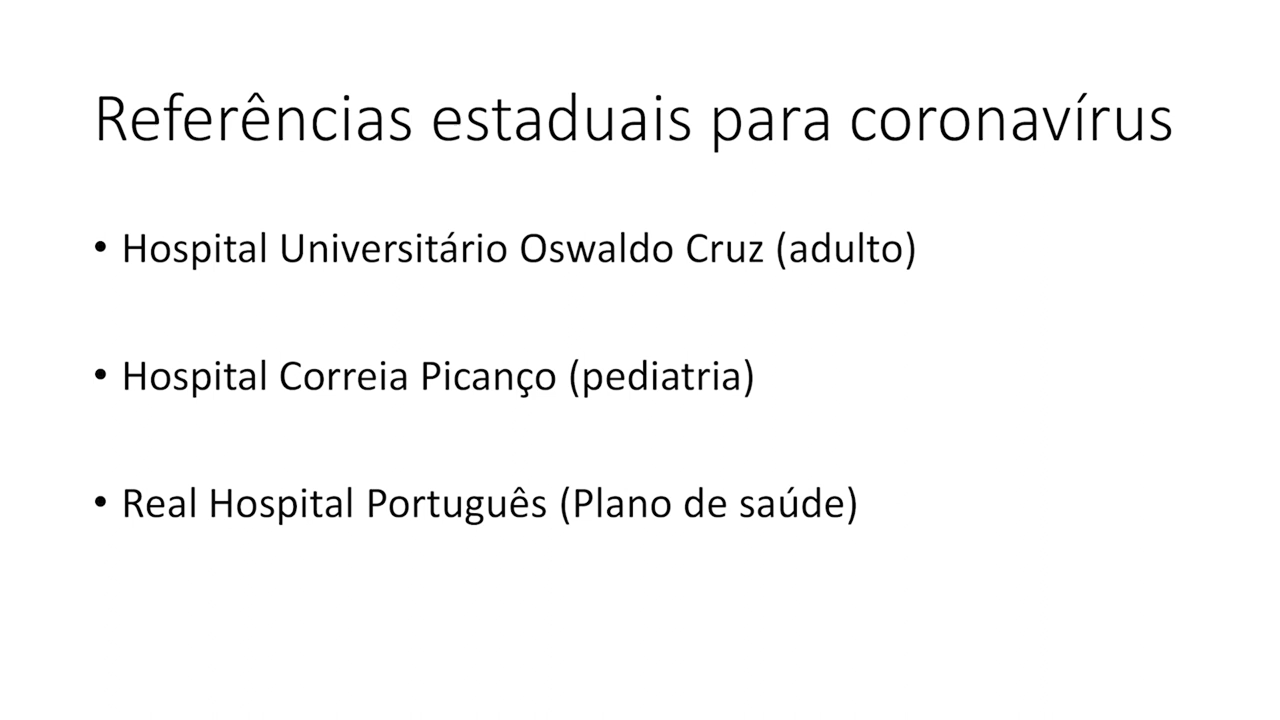 Referências estaduais para coronavírus
• Hospital Universitário Oswaldo Cruz (adulto)
• Hospital Correia Picanço (pediatria)
• Real Hospital Português (Plano de saúde)